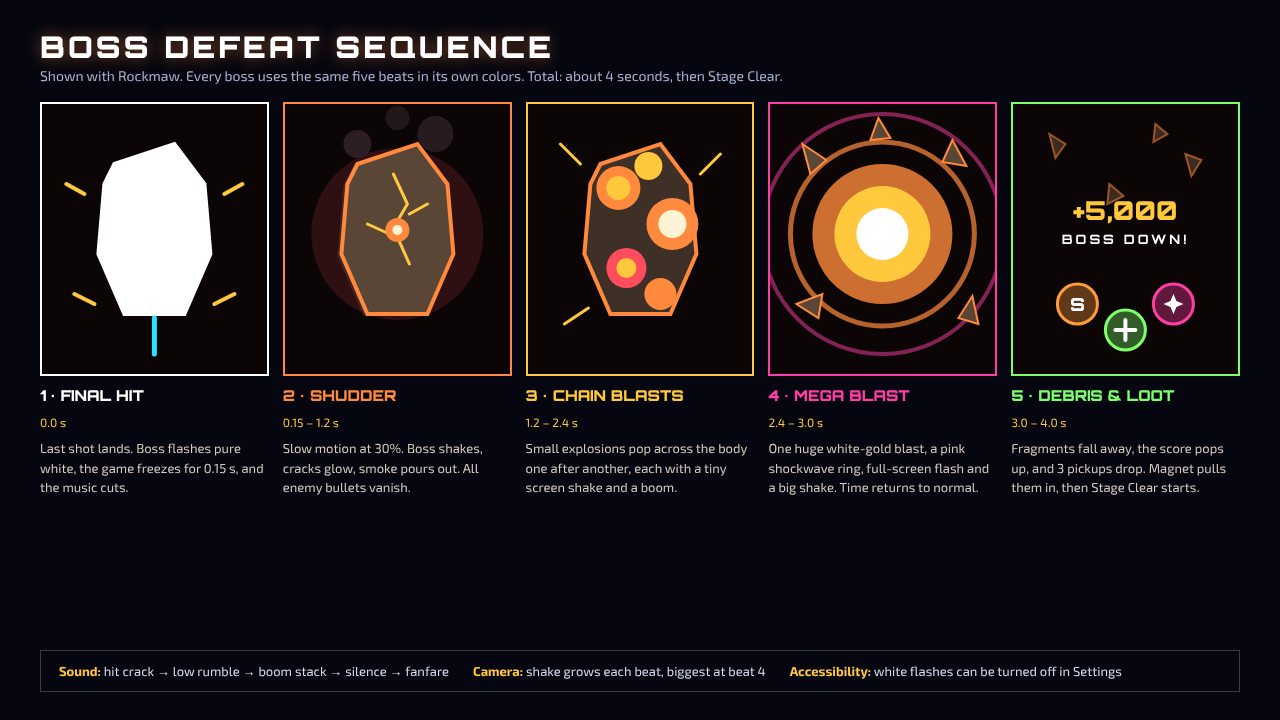 BOSS DEFEAT SEQUENCE
Shown with Rockmaw. Every boss uses the same five beats in its own colors. Total: about 4 seconds, then Stage Clear.
+5,000
BOSS DOWN!
S
1 · FINAL HIT
0.0 s
Last shot lands. Boss flashes pure
white, the game freezes for 0.15 s, and
the music cuts.
2 · SHUDDER
0.15 – 1.2 s
Slow motion at 30%. Boss shakes,
cracks glow, smoke pours out. All
enemy bullets vanish.
3 · CHAIN BLASTS
1.2 – 2.4 s
Small explosions pop across the body
one after another, each with a tiny
screen shake and a boom.
4 · MEGA BLAST
2.4 – 3.0 s
One huge white-gold blast, a pink
shockwave ring, full-screen flash and
a big shake. Time returns to normal.
5 · DEBRIS & LOOT
3.0 – 4.0 s
Fragments fall away, the score pops
up, and 3 pickups drop. Magnet pulls
them in, then Stage Clear starts.
Sound: hit crack → low rumble → boom stack → silence → fanfare
Camera: shake grows each beat, biggest at beat 4
Accessibility: white flashes can be turned off in Settings